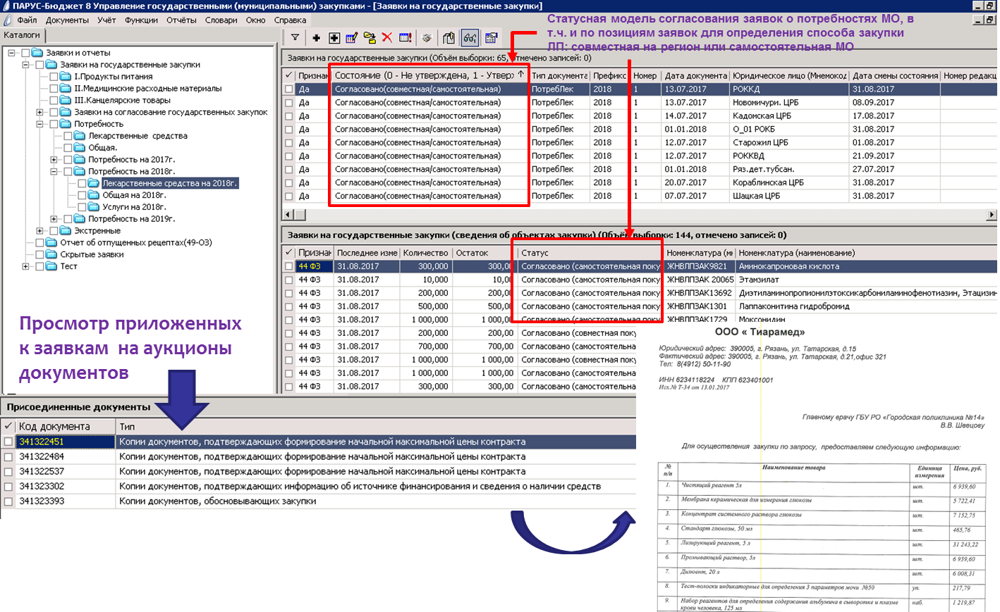 ПАРУС-Бюджет 8 Управление государственными (муниципальными) закупками - [Заявки на государственные закупки]
Файл Документы Учёт Функции Отчёты Словари Окно Справка
Статусная модель согласования заявок о потребностях МО, в
т.ч. и по позициям заявок для определения способа закупки
ЛП: совместная на регион или самостоятельная МО
Каталоги
Заявки и отчеты
Заявки на государственные закупки
I.Продукты питания
II.Медицинские расходные материалы
III.Канцелярские товары
Заявки на согласование государственных закупок
Потребность
Лекарственные средства
Общая.
Потребность на 2017г.
Потребность на 2018г.
Лекарственные средства на 2018г.
Общая на 2018г.
Услуги на 2018г.
Потребность на 2019г.
Экстренные
Отчет об отпущенных рецептах(49-ОЗ)
Скрытые заявки
Тест
Заявки на государственные закупки (Объём выборки: 65, отмечено записей: 0)
Признак Состояние (0 - Не утверждена, 1 - Утверж Тип документа Префикс Номер Дата документа Юридическое лицо (Мнемокод Дата смены состояния Номер редакц
Да Согласовано(совместная/самостоятельная) ПотребЛек 2018 1 13.07.2017 РОККД 31.08.2017
Да Согласовано(совместная/самостоятельная) ПотребЛек 2018 1 13.07.2017 Новомичури. ЦРБ 08.09.2017
Да Согласовано(совместная/самостоятельная) ПотребЛек 2018 1 14.07.2017 Кадомская ЦРБ 17.08.2017
Да Согласовано(совместная/самостоятельная) ПотребЛек 2018 1 01.01.2018 О_01 РОКБ 31.08.2017
Да Согласовано(совместная/самостоятельная) ПотребЛек 2018 1 12.07.2017 Старожил ЦРБ 01.08.2017
Да Согласовано(совместная/самостоятельная) ПотребЛек 2018 1 12.07.2017 РОККВД 21.09.2017
Да Согласовано(совместная/самостоятельная) ПотребЛек 2018 1 01.01.2018 Ряз.дет.тубсан. 27.07.2017
Да Согласовано(совместная/самостоятельная) ПотребЛек 2018 1 20.07.2017 Кораблинская ЦРБ 31.08.2017
Да Согласовано(совместная/самостоятельная) ПотребЛек 2018 1 07.07.2017 Шацкая ЦРБ 31.08.2017
Заявки на государственные закупки (сведения об объектах закупки) (Объём выборки: 144, отмечено записей: 0)
Признак Последнее изме Количество Остаток Статус Номенклатура (м Номенклатура (наименование)
44 ФЗ 31.08.2017 300,000 300,00 Согласовано (самостоятельная поку ЖНВЛПЗАК9821 Аминокапроновая кислота
44 ФЗ 31.08.2017 10,000 10,00 Согласовано (самостоятельная поку ЖНВЛПЗАК 20065 Этамзилат
44 ФЗ 31.08.2017 200,000 200,00 Согласовано (самостоятельная поку ЖНВЛПЗАК13692 Диэтиламинопропионилэтоксикарбониламинофенотиазин, Этацизин
44 ФЗ 31.08.2017 500,000 500,00 Согласовано (самостоятельная поку ЖНВЛПЗАК1301 Лаппаконитина гидробромид
44 ФЗ 31.08.2017 1 000,000 1 000,00 Согласовано (самостоятельная поку ЖНВЛПЗАК1729 Моксонидин
44 ФЗ 31.08.2017 200,000 200,00 Согласовано (совместная поку
44 ФЗ 31.08.2017 700,000 700,00 Согласовано (самостоятельна
44 ФЗ 31.08.2017 1 000,000 1 000,00 Согласовано (совместная поку
44 ФЗ 31.08.2017 1 000,000 1 000,00 Согласовано (самостоятельна
44 ФЗ 31.08.2017 300,000 300,00 Согласовано (самостоятельна
Просмотр приложенных
к заявкам на аукционы
документов
Присоединенные документы
Код документа Тип
341322451 Копии документов, подтверждающих формирование начальной максимальной цены контракта
341322484 Копии документов, подтверждающих формирование начальной максимальной цены контракта
341322537 Копии документов, подтверждающих формирование начальной максимальной цены контракта
341323302 Копии документов, подтверждающих информацию об источнике финансирования и сведения о наличии средств
341323393 Копии документов, обосновывающих закупки
ООО « Тиарамед»
Юридический адрес: 390005, г. Рязань, ул. Татарская, д.15
Фактический адрес: 390005, г. Рязань, ул. Татарская, д.21,офис 321
Тел: 8(4912) 50-11-90
ИНН 6234118224 КПП 623401001
Исх.№ Т-34 от 13.01.2017
Главному врачу ГБУ РО «Городская поликлиника №14»
В.В. Швецову
Для осуществления закупки по запросу, предоставляем следующую информацию:
№ п/п Наименование товара Единица измерения Цена, руб.
1. Чистящий реагент 5л шт. 6 939,60
2. Мембрана керамическая для измерения глюкозы шт. 5 722,41
3. Концентрат системного раствора глюкозы шт. 7 152,75
4. Стандарт глюкозы, 50 мл шт. 465,76
5. Лизирующий реагент, 5 л шт. 31 243,22
6. Промывающий раствор, 5л шт. 6 939,60
7. Дилюент, 20 л шт. 6 008,31
8. Тест-полоски индикаторные для определения 3 параметров мочи №50 уп. 217,79
9. Набор реагентов для определения содержания альбумина в сыворотке и плазме крови человека, 125 мл наб. 1 219,87